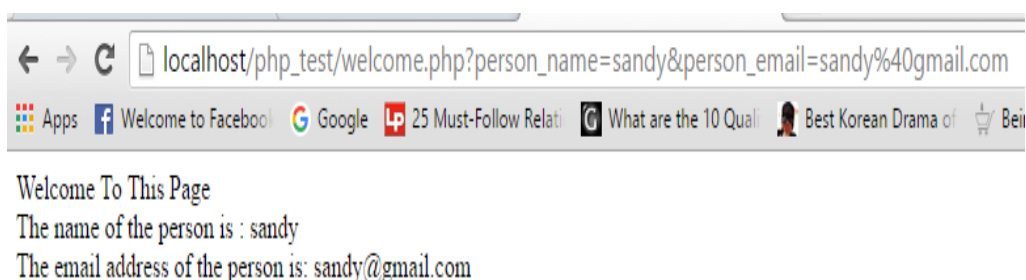 localhost/php_test/welcome.php?person_name=sandy&person_email=sandy%40gmail.com
Apps Welcome to Facebook Google 25 Must-Follow Relati What are the 10 Quali Best Korean Drama of Bein
Welcome To This Page
The name of the person is : sandy
The email address of the person is: sandy@gmail.com